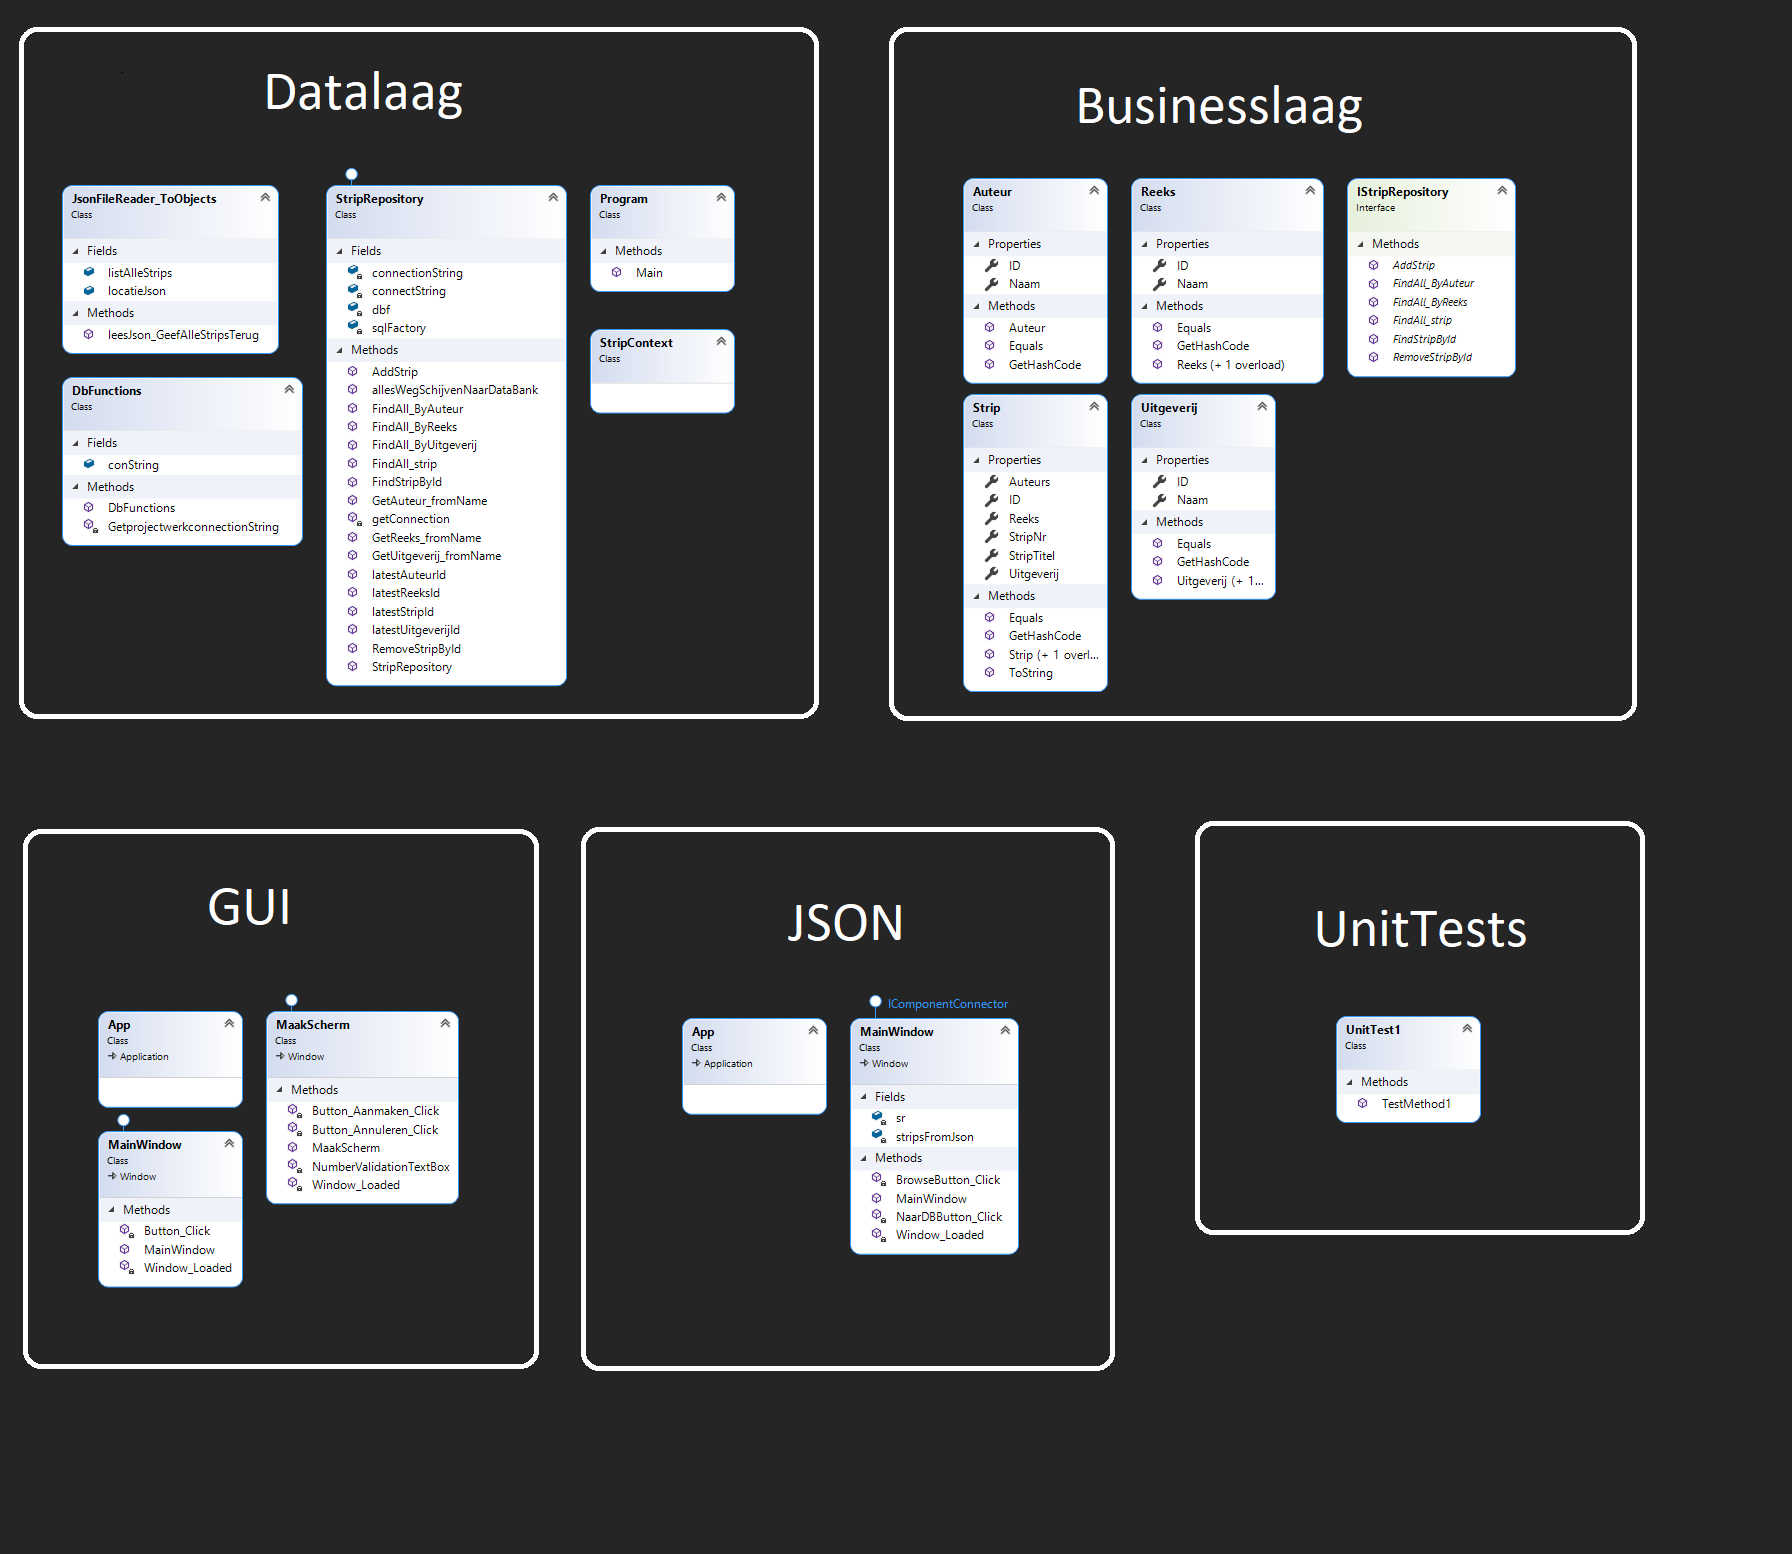 Datalaag
JsonFileReader_ToObjects
Class
Fields
listAlleStrips
locatieJson
Methods
leesJson_GeefAlleStripsTerug
DbFunctions
Class
Fields
conString
Methods
DbFunctions
GetprojectwerkconnectionString
StripRepository
Class
Fields
connectionString
connectString
dbf
sqlFactory
Methods
AddStrip
allesWegSchijvenNaarDataBank
FindAll_ByAuteur
FindAll_ByReeks
FindAll_ByUitgeverij
FindAll_strip
FindStripById
GetAuteur_fromName
getConnection
GetReeks_fromName
GetUitgeverij_fromName
latestAuteurId
latestReeksId
latestStripId
latestUitgeverijId
RemoveStripById
StripRepository
Program
Class
Methods
Main
StripContext
Class
Businesslaag
Auteur
Class
Properties
ID
Naam
Methods
Auteur
Equals
GetHashCode
Reeks
Class
Properties
ID
Naam
Methods
Equals
GetHashCode
Reeks (+ 1 overload)
IStripRepository
Interface
Methods
AddStrip
FindAll_ByAuteur
FindAll_ByReeks
FindAll_strip
FindStripById
RemoveStripById
Strip
Class
Properties
Auteurs
ID
Reeks
StripNr
StripTitel
Uitgeverij
Methods
Equals
GetHashCode
Strip (+ 1 overl...
ToString
Uitgeverij
Class
Properties
ID
Naam
Methods
Equals
GetHashCode
Uitgeverij (+ 1...
GUI
App
Class
Application
MainWindow
Class
Window
Methods
Button_Click
MainWindow
Window_Loaded
MaakScherm
Class
Window
Methods
Button_Aanmaken_Click
Button_Annuleren_Click
MaakScherm
NumberValidationTextBox
Window_Loaded
JSON
App
Class
Application
IComponentConnector
MainWindow
Class
Window
Fields
sr
stripsFromJson
Methods
BrowseButton_Click
MainWindow
NaarDBButton_Click
Window_Loaded
UnitTests
UnitTest1
Class
Methods
TestMethod1